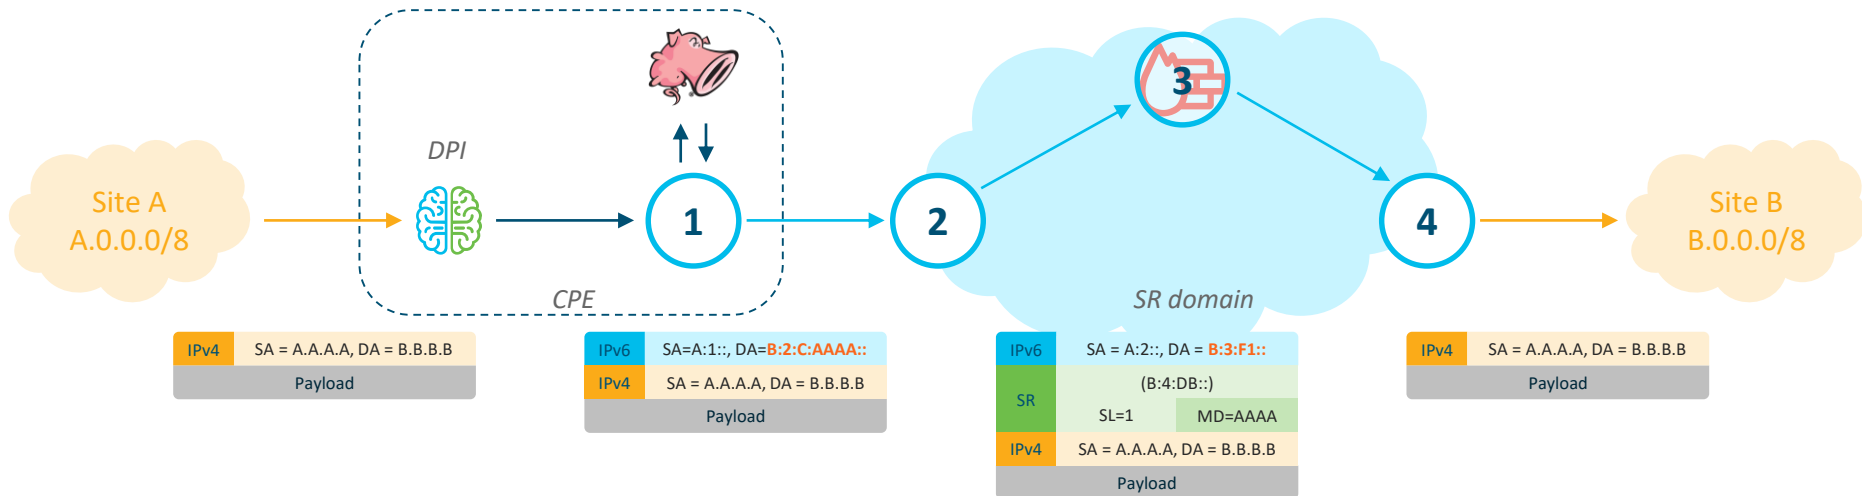 3
DPI
Site A
A.0.0.0/8
1
2
4
Site B
B.0.0.0/8
CPE
SR domain
IPv4 SA = A.A.A.A, DA = B.B.B.B
Payload
IPv6 SA=A:1::, DA=B:2:C:AAAA::
IPv4 SA = A.A.A.A, DA = B.B.B.B
Payload
IPv6 SA = A:2::, DA = B:3:F1::
SR (B:4:DB::)
SL=1 MD=AAAA
IPv4 SA = A.A.A.A, DA = B.B.B.B
Payload
IPv4 SA = A.A.A.A, DA = B.B.B.B
Payload